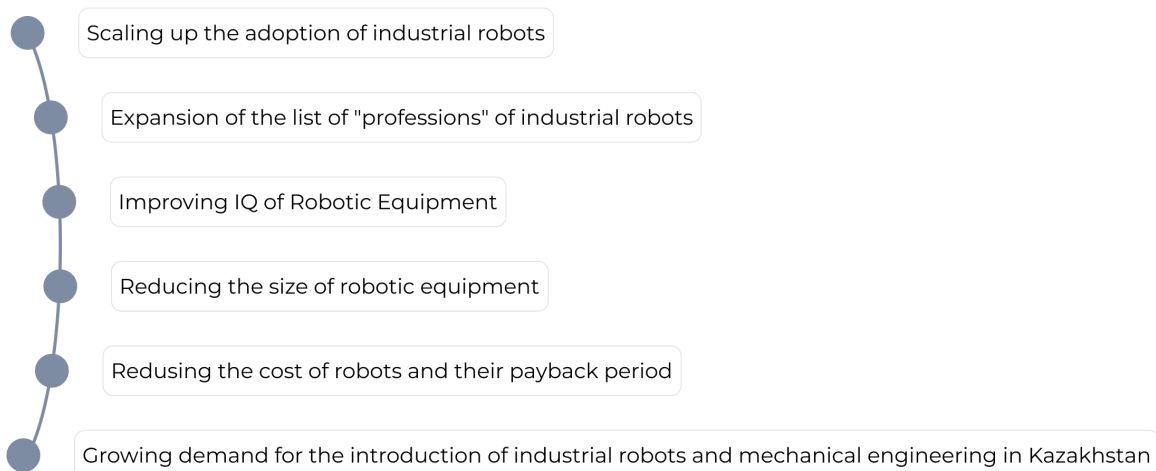 Scaling up the adoption of industrial robots
Expansion of the list of "professions" of industrial robots
Improving IQ of Robotic Equipment
Reducing the size of robotic equipment
Redusing the cost of robots and their payback period
Growing demand for the introduction of industrial robots and mechanical engineering in Kazakhstan